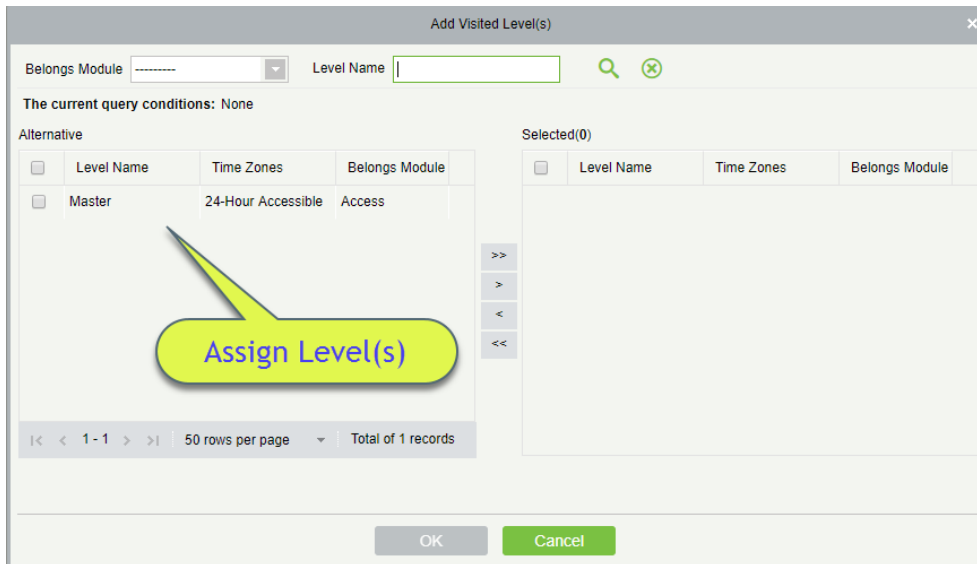 Add Visited Level(s)
Belongs Module --------- Level Name
The current query conditions: None
Alternative
Selected(0)
Level Name Time Zones Belongs Module
Level Name Time Zones Belongs Module
Master 24-Hour Accessible Access
>>
>
<
<<
Assign Level(s)
|< < 1 - 1 > >| 50 rows per page Total of 1 records
OK Cancel